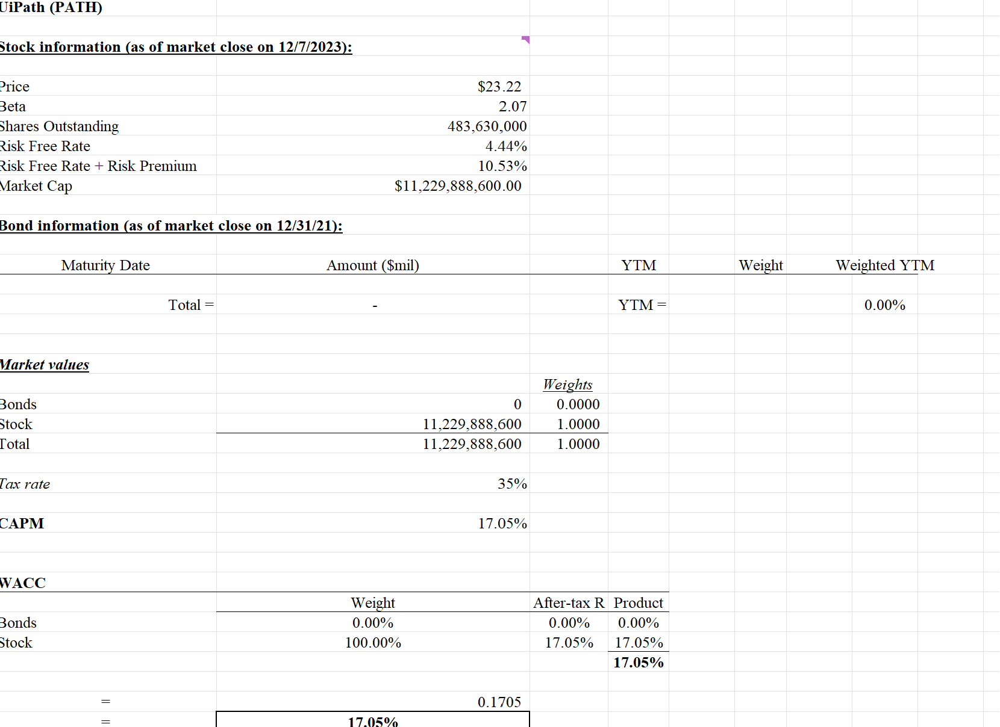 UiPath (PATH)
Stock information (as of market close on 12/7/2023):
Price $23.22
Beta 2.07
Shares Outstanding 483,630,000
Risk Free Rate 4.44%
Risk Free Rate + Risk Premium 10.53%
Market Cap $11,229,888,600.00
Bond information (as of market close on 12/31/21):
Maturity Date Amount ($mil) YTM Weight Weighted YTM
Total = - YTM = 0.00%
Market values
Weights
Bonds 0 0.0000
Stock 11,229,888,600 1.0000
Total 11,229,888,600 1.0000
Tax rate 35%
CAPM 17.05%
WACC
Weight After-tax R Product
Bonds 0.00% 0.00% 0.00%
Stock 100.00% 17.05% 17.05%
17.05%
= 0.1705
= 17.05%